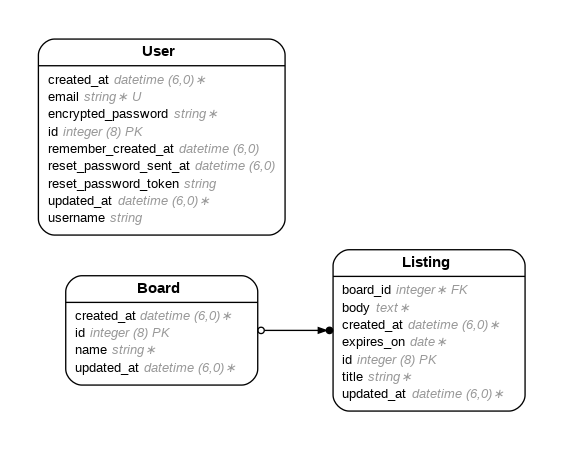 User
created_at datetime (6,0)∗
email string∗ U
encrypted_password string∗
id integer (8) PK
remember_created_at datetime (6,0)
reset_password_sent_at datetime (6,0)
reset_password_token string
updated_at datetime (6,0)∗
username string
Board
created_at datetime (6,0)∗
id integer (8) PK
name string∗
updated_at datetime (6,0)∗
Listing
board_id integer∗ FK
body text∗
created_at datetime (6,0)∗
expires_on date∗
id integer (8) PK
title string∗
updated_at datetime (6,0)∗